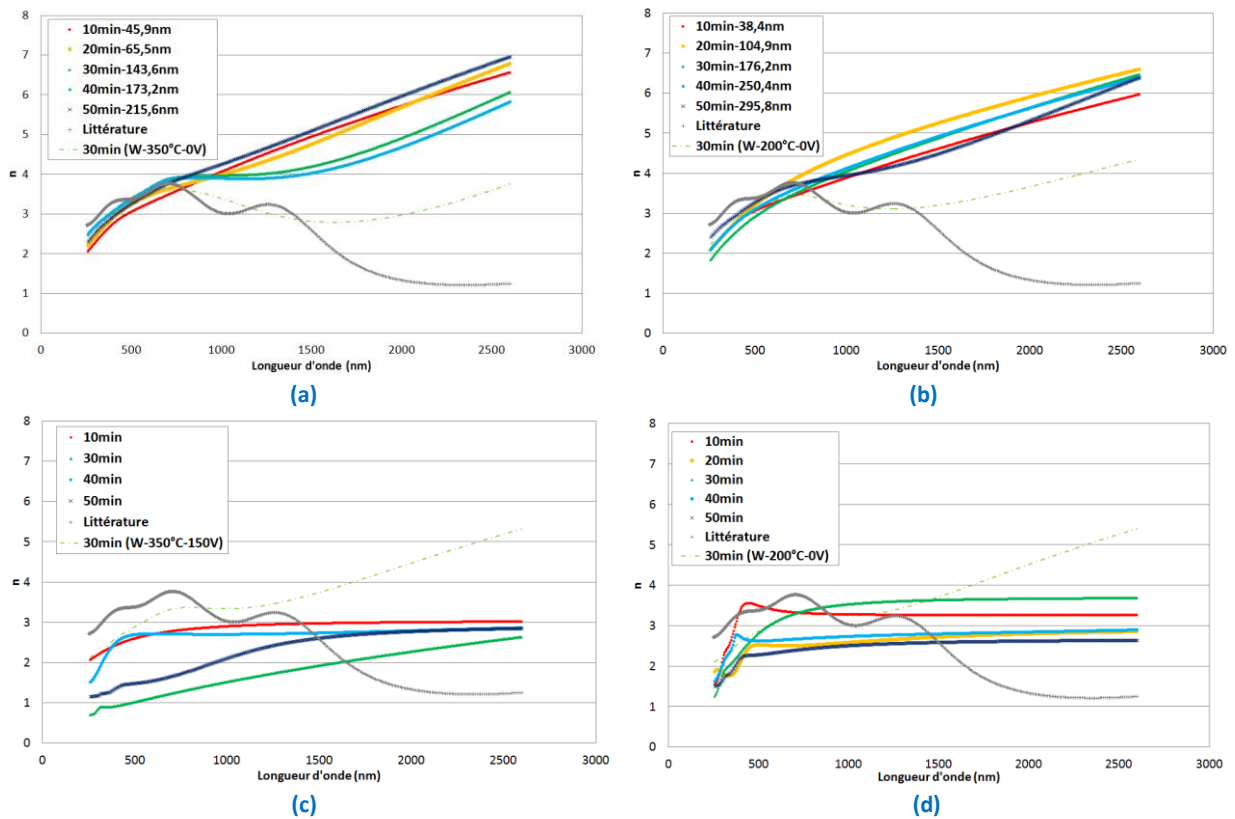 8
7
6
5
4
3
2
1
0
n
10min-45,9nm
20min-65,5nm
30min-143,6nm
40min-173,2nm
50min-215,6nm
Littérature
30min (W-350°C-0V)
0
500
1000
1500
2000
2500
3000
Longueur d'onde (nm)
(a)
8
7
6
5
4
3
2
1
0
n
10min-38,4nm
20min-104,9nm
30min-176,2nm
40min-250,4nm
50min-295,8nm
Littérature
30min (W-200°C-0V)
0
500
1000
1500
2000
2500
3000
Longueur d'onde (nm)
(b)
8
7
6
5
4
3
2
1
0
n
10min
30min
40min
50min
Littérature
30min (W-350°C-150V)
0
500
1000
1500
2000
2500
3000
Longueur d'onde (nm)
(c)
8
7
6
5
4
3
2
1
0
n
10min
20min
30min
40min
50min
Littérature
30min (W-200°C-0V)
0
500
1000
1500
2000
2500
3000
Longueur d'onde (nm)
(d)